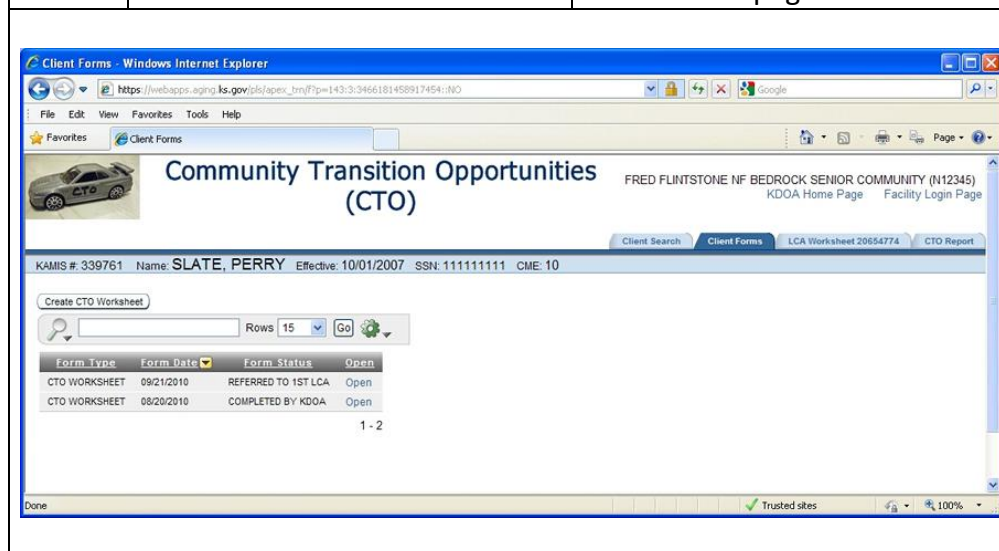 Client Forms - Windows Internet Explorer
https://webapps.aging.ks.gov/pls/apex_trn/f?p=143:3:3466181458917454::NO
Google
File Edit View Favorites Tools Help
Favorites Client Forms
Page
CTO
Community Transition Opportunities
(CTO)
FRED FLINTSTONE NF BEDROCK SENIOR COMMUNITY (N12345)
KDOA Home Page Facility Login Page
Client Search Client Forms LCA Worksheet 20654774 CTO Report
KAMIS #: 339761 Name: SLATE, PERRY Effective: 10/01/2007 SSN: 111111111 CME: 10
Create CTO Worksheet
Rows 15 Go
Form Type Form Date Form Status Open
CTO WORKSHEET 09/21/2010 REFERRED TO 1ST LCA Open
CTO WORKSHEET 08/20/2010 COMPLETED BY KDOA Open
1 - 2
Done Trusted sites 100%